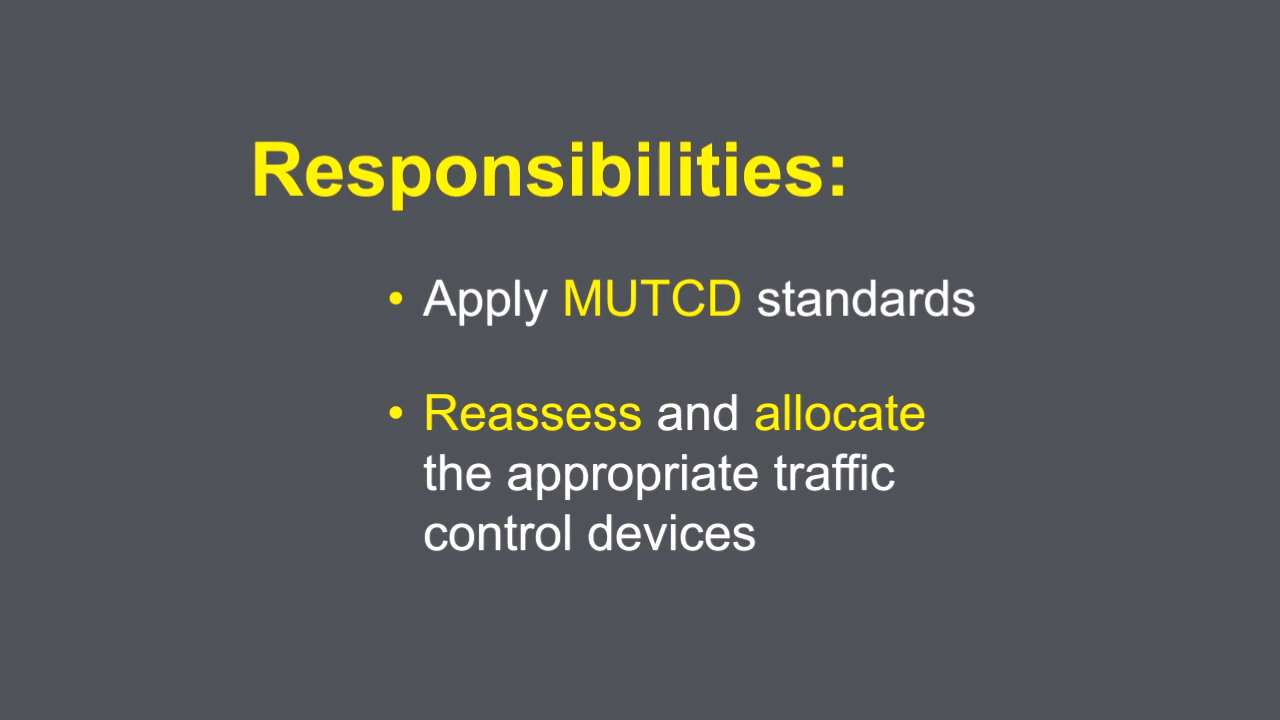 Responsibilities:
• Apply MUTCD standards
• Reassess and allocate
the appropriate traffic
control devices